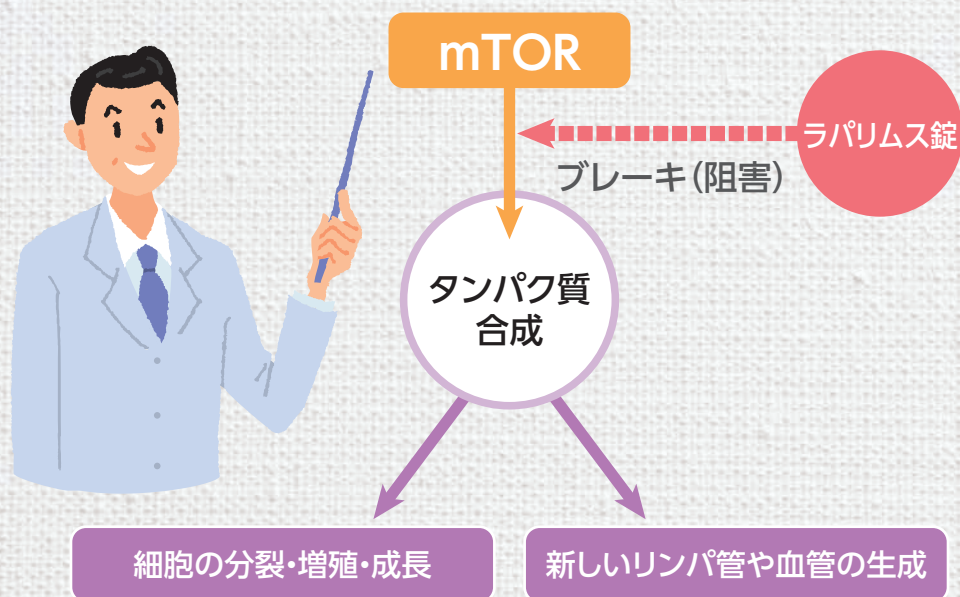 mTOR
ラパリムス錠
ブレーキ(阻害)
タンパク質
合成
細胞の分裂・増殖・成長
新しいリンパ管や血管の生成